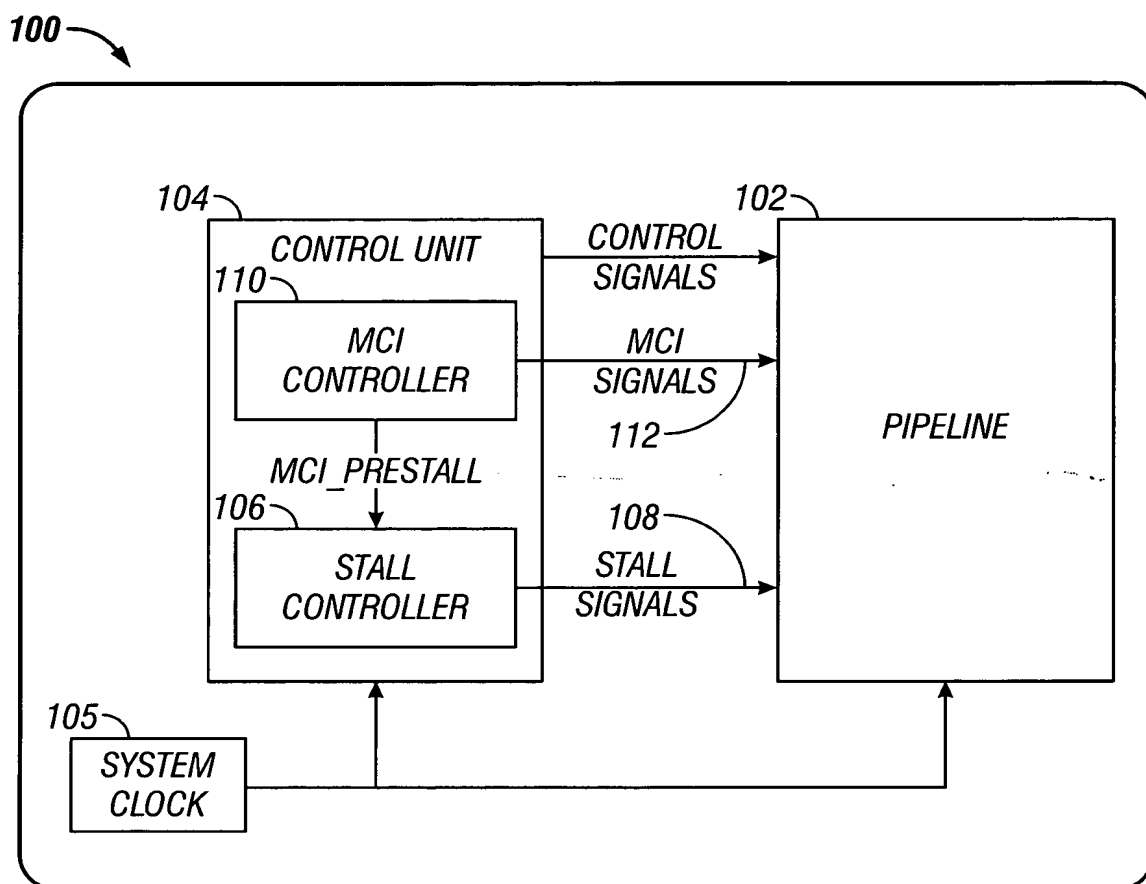 100
104
102
CONTROL UNIT
CONTROL
SIGNALS
110
MCI
CONTROLLER
MCI
SIGNALS
112
PIPELINE
MCI_PRESTALL
106
108
STALL
CONTROLLER
STALL
SIGNALS
105
SYSTEM
CLOCK